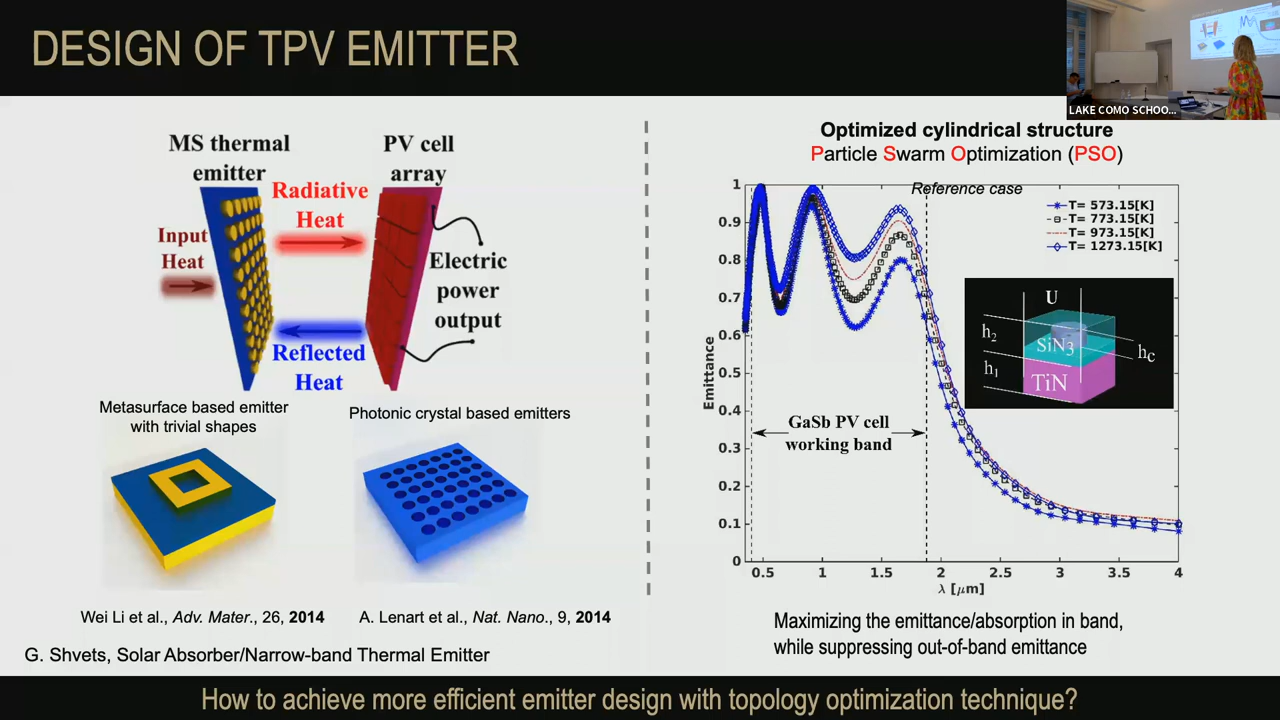 DESIGN OF TPV EMITTER
LAKE COMO SCHOO...
MS thermal
emitter
PV cell
array
Radiative
Heat
Input
Heat
Electric
power
output
Reflected
Heat
Metasurface based emitter
with trivial shapes
Photonic crystal based emitters
Wei Li et al., Adv. Mater., 26, 2014
A. Lenart et al., Nat. Nano., 9, 2014
G. Shvets, Solar Absorber/Narrow-band Thermal Emitter
Optimized cylindrical structure
Particle Swarm Optimization (PSO)
Reference case
T= 573.15[K]
T= 773.15[K]
T= 973.15[K]
T= 1273.15[K]
U
h2
SiN3
hc
h1
TiN
GaSb PV cell
working band
Emittance
1
0.9
0.8
0.7
0.6
0.5
0.4
0.3
0.2
0.1
0
0.5 1 1.5 2 2.5 3 3.5 4
λ [μm]
Maximizing the emittance/absorption in band,
while suppressing out-of-band emittance
How to achieve more efficient emitter design with topology optimization technique?